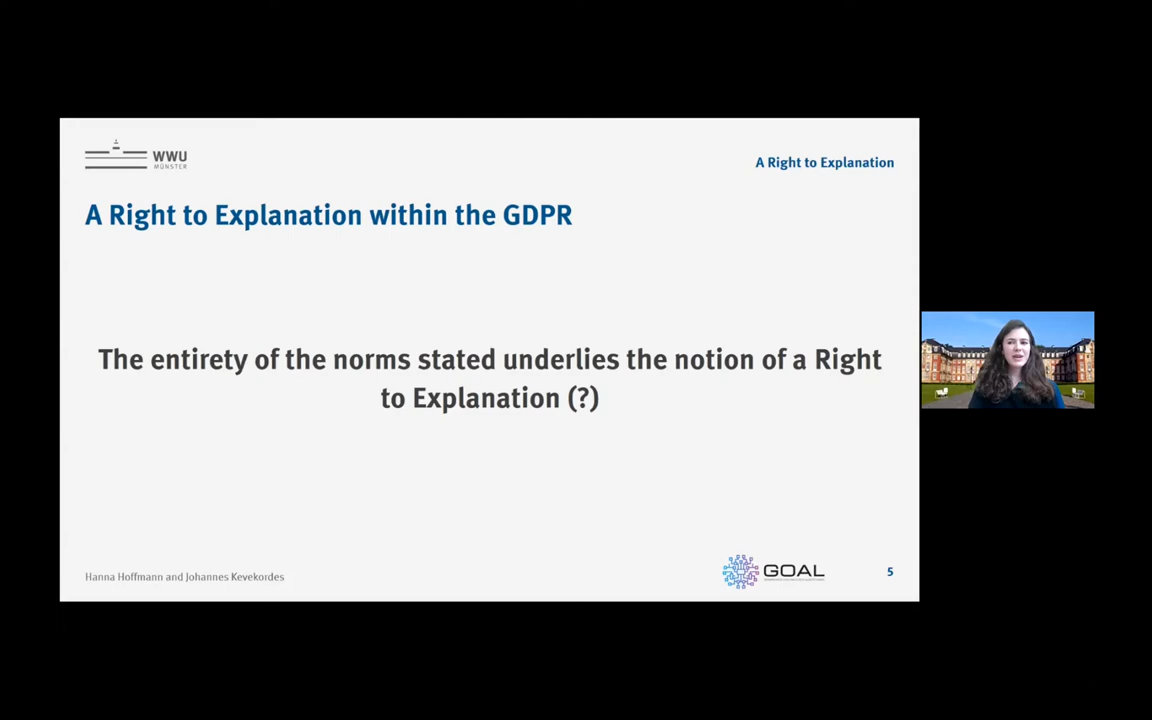 WWU
MÜNSTER
A Right to Explanation
A Right to Explanation within the GDPR
The entirety of the norms stated underlies the notion of a Right
to Explanation (?)
Hanna Hoffmann and Johannes Kevekordes
GOAL
5